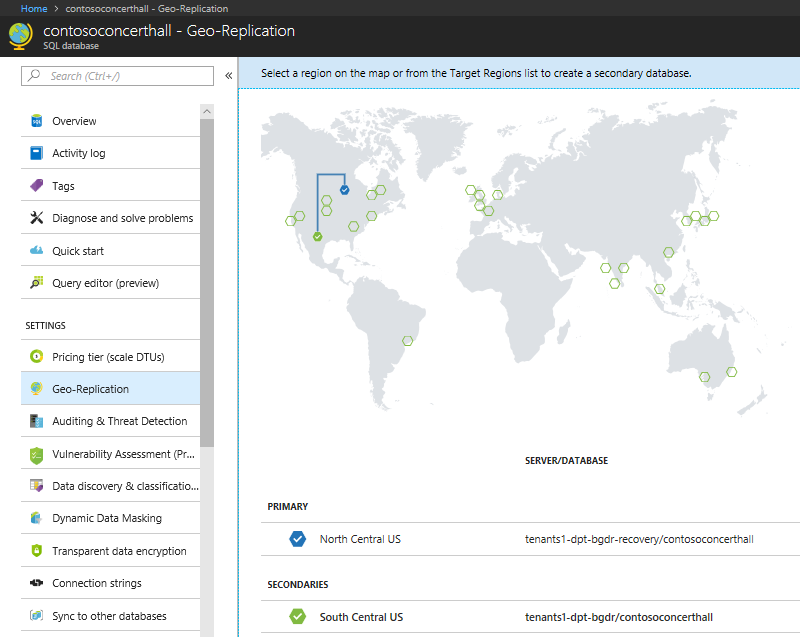 Home > contosoconcerthall - Geo-Replication
contosoconcerthall - Geo-Replication
SQL database
Search (Ctrl+/)
«
Select a region on the map or from the Target Regions list to create a secondary database.
Overview
Activity log
Tags
Diagnose and solve problems
Quick start
Query editor (preview)
SETTINGS
Pricing tier (scale DTUs)
Geo-Replication
Auditing & Threat Detection
Vulnerability Assessment (Pr...
Data discovery & classificatio...
Dynamic Data Masking
Transparent data encryption
Connection strings
Sync to other databases
SERVER/DATABASE
PRIMARY
North Central US tenants1-dpt-bgdr-recovery/contosoconcerthall
SECONDARIES
South Central US tenants1-dpt-bgdr/contosoconcerthall